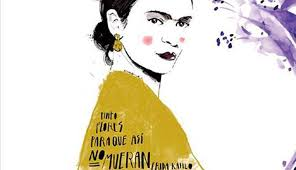 PINTO
FLORES
PARA QUE ASÍ
NO MUERAN
FRIDA KAHLO